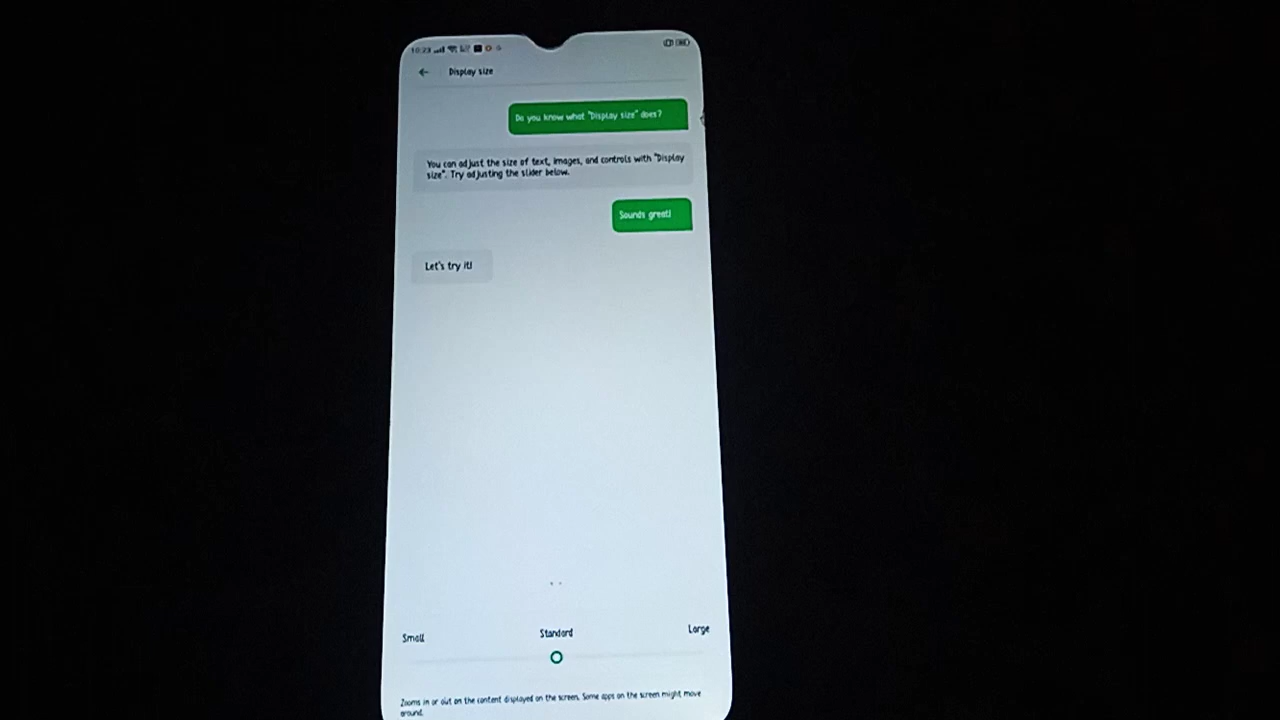 10:23
Display size
Do you know what "Display size" does?
You can adjust the size of text, images, and controls with "Display
size". Try adjusting the slider below.
Sounds great!
Let's try it!
Small
Standard
Large
Zooms in or out on the content displayed on the screen. Some apps on the screen might move
around.